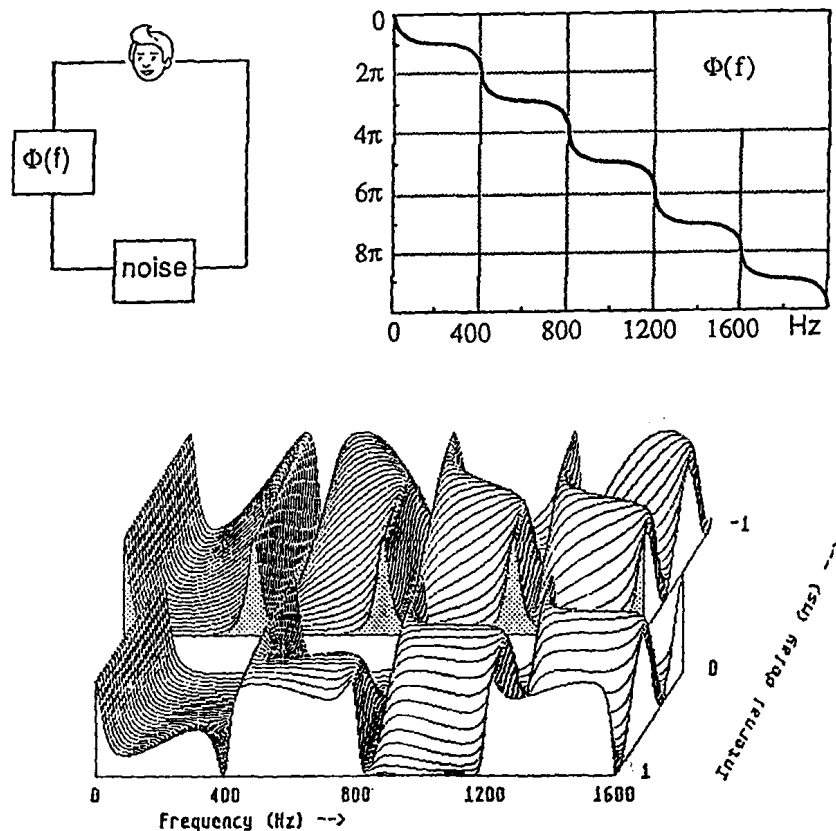 Φ(f)
noise
0
2π
4π
6π
8π
Φ(f)
0 400 800 1200 1600 Hz
-1
0
1
Internal delay (ms) -->
0 400 800 1200 1600
Frequency (Hz) -->